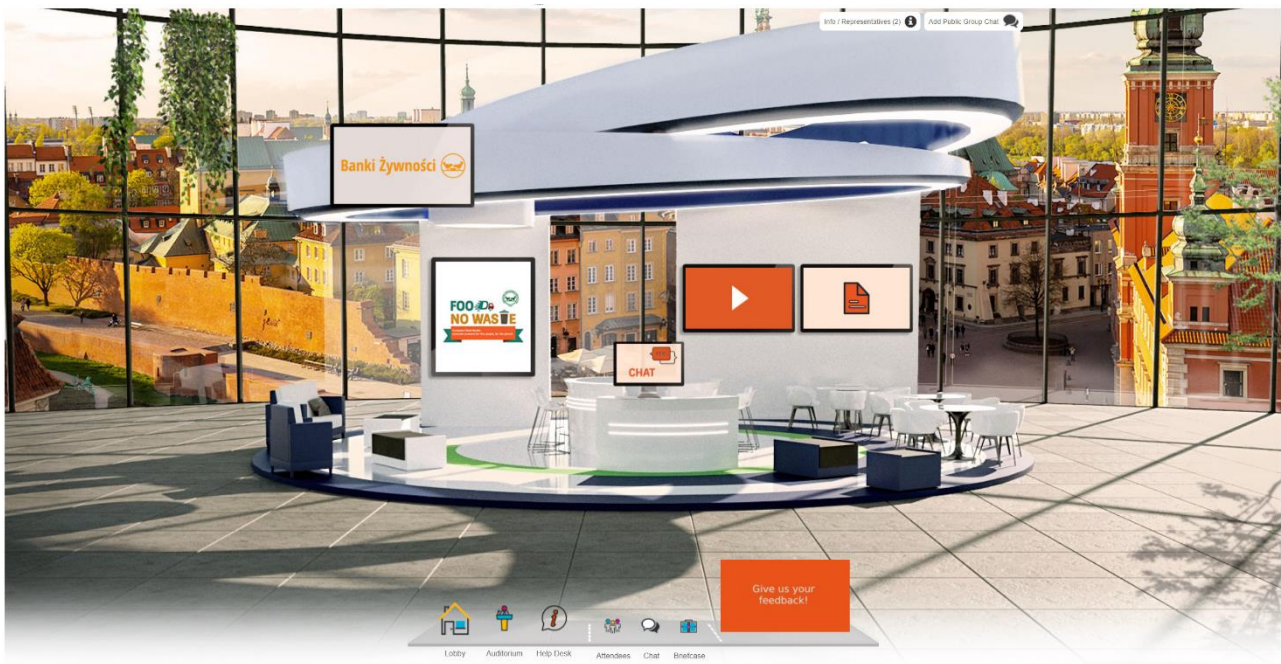 Info / Representatives (2)
Add Public Group Chat
Banki Żywności
FOOD
NO WASTE
CHAT
Give us your
feedback!
Lobby
Auditorium
Help Desk
Attendees
Chat
Briefcase